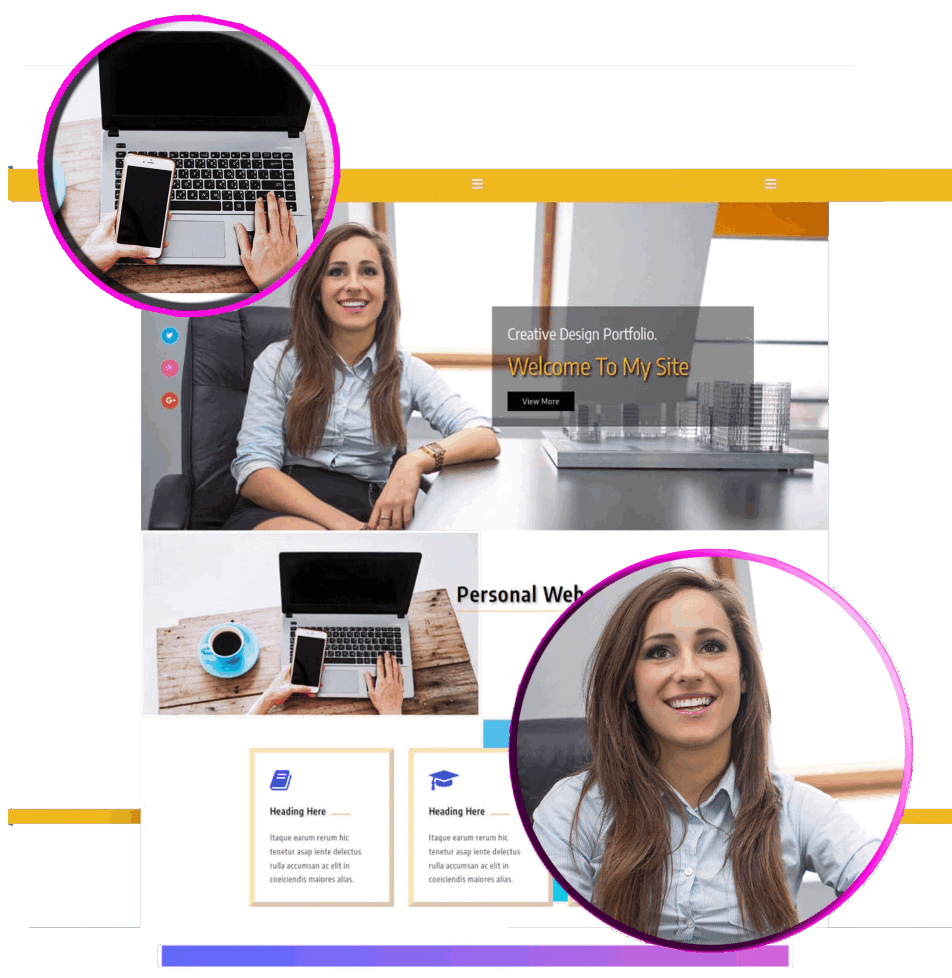 Creative Design Portfolio.
Welcome To My Site
View More
G+
Personal Web
Heading Here
Itaque earum rerum hic
tenetur asap iente delectus
rulla accumsan ac elit in
coeiciendis maiores alias.
Heading Here
Itaque earum rerum hic
tenetur asap iente delectus
rulla accumsan ac elit in
coeiciendis maiores alias.